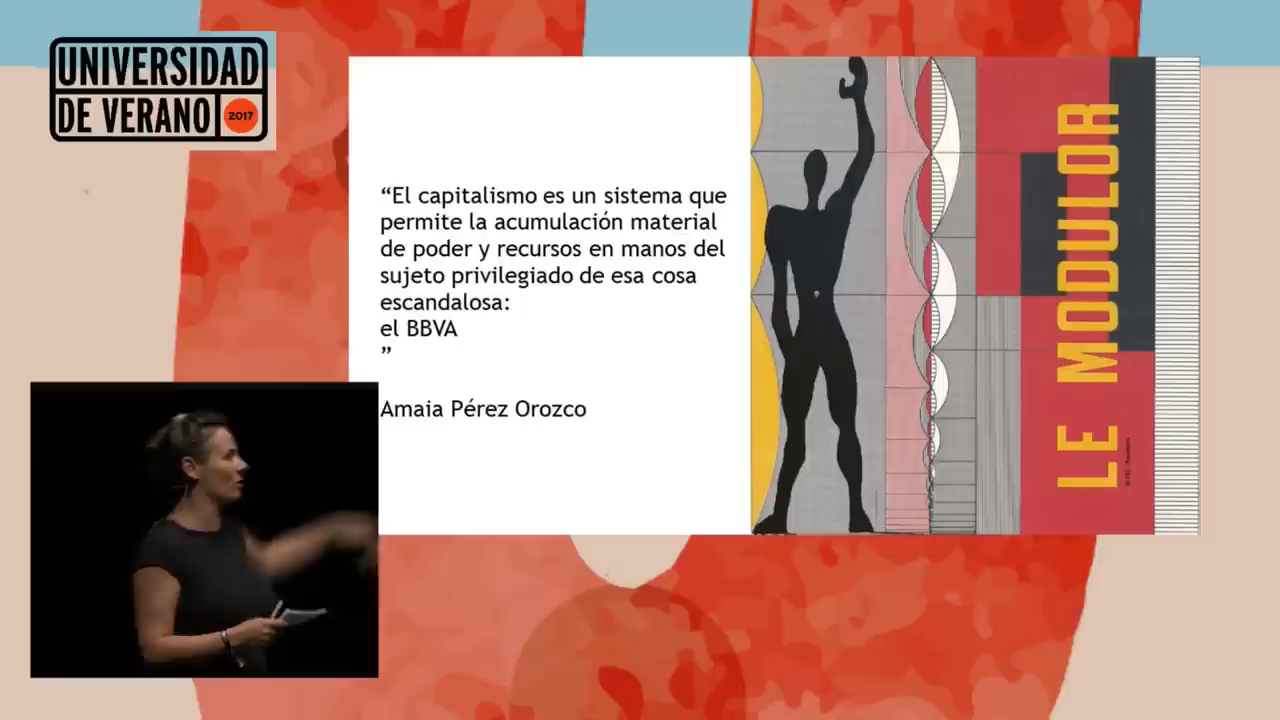 UNIVERSIDAD
DE VERANO
2017
“El capitalismo es un sistema que
permite la acumulación material
de poder y recursos en manos del
sujeto privilegiado de esa cosa
escandalosa:
el BBVA
”
Amaia Pérez Orozco
LE MODULOR